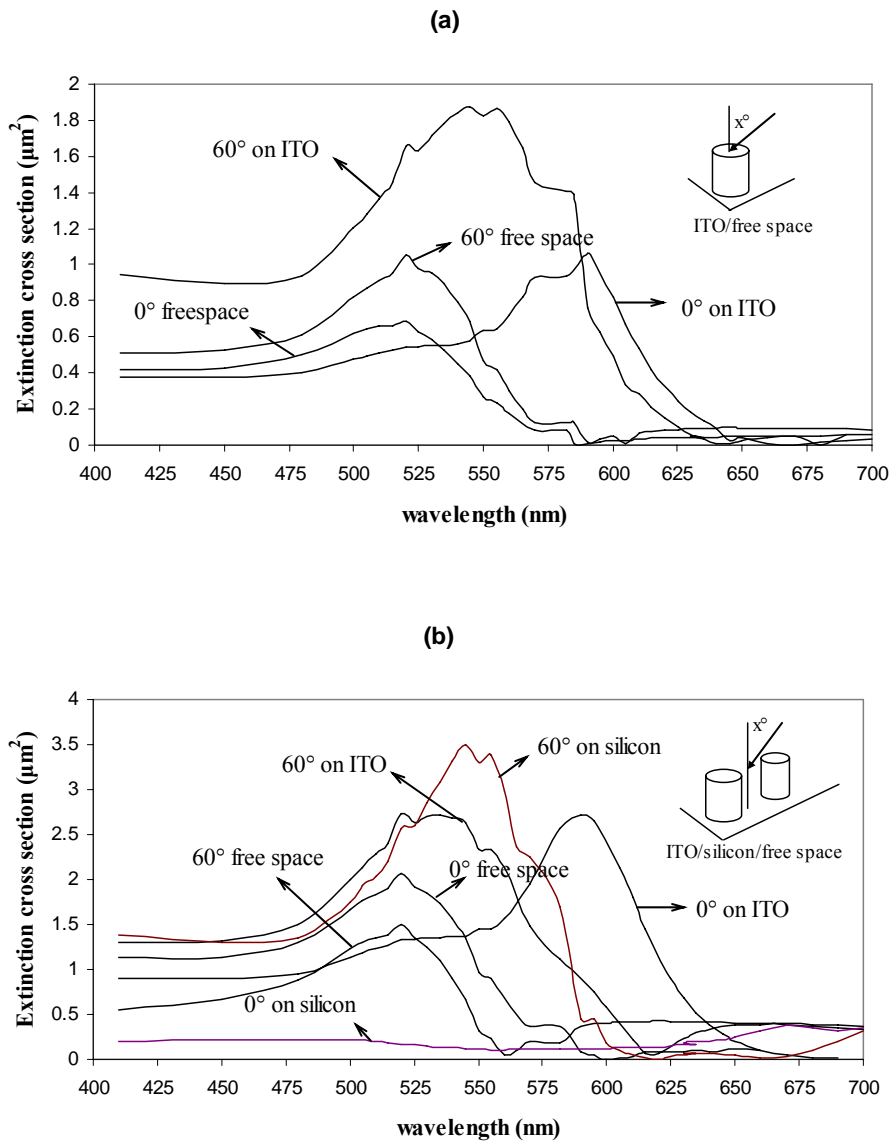 (a)
Extinction cross section (µm²)
2
1.8
1.6
1.4
1.2
1
0.8
0.6
0.4
0.2
0
60° on ITO
60° free space
0° freespace
0° on ITO
x°
ITO/free space
400 425 450 475 500 525 550 575 600 625 650 675 700
wavelength (nm)
(b)
Extinction cross section (µm²)
4
3.5
3
2.5
2
1.5
1
0.5
0
60° on silicon
60° on ITO
60° free space
0° free space
0° on ITO
0° on silicon
x°
ITO/silicon/free space
400 425 450 475 500 525 550 575 600 625 650 675 700
wavelength (nm)